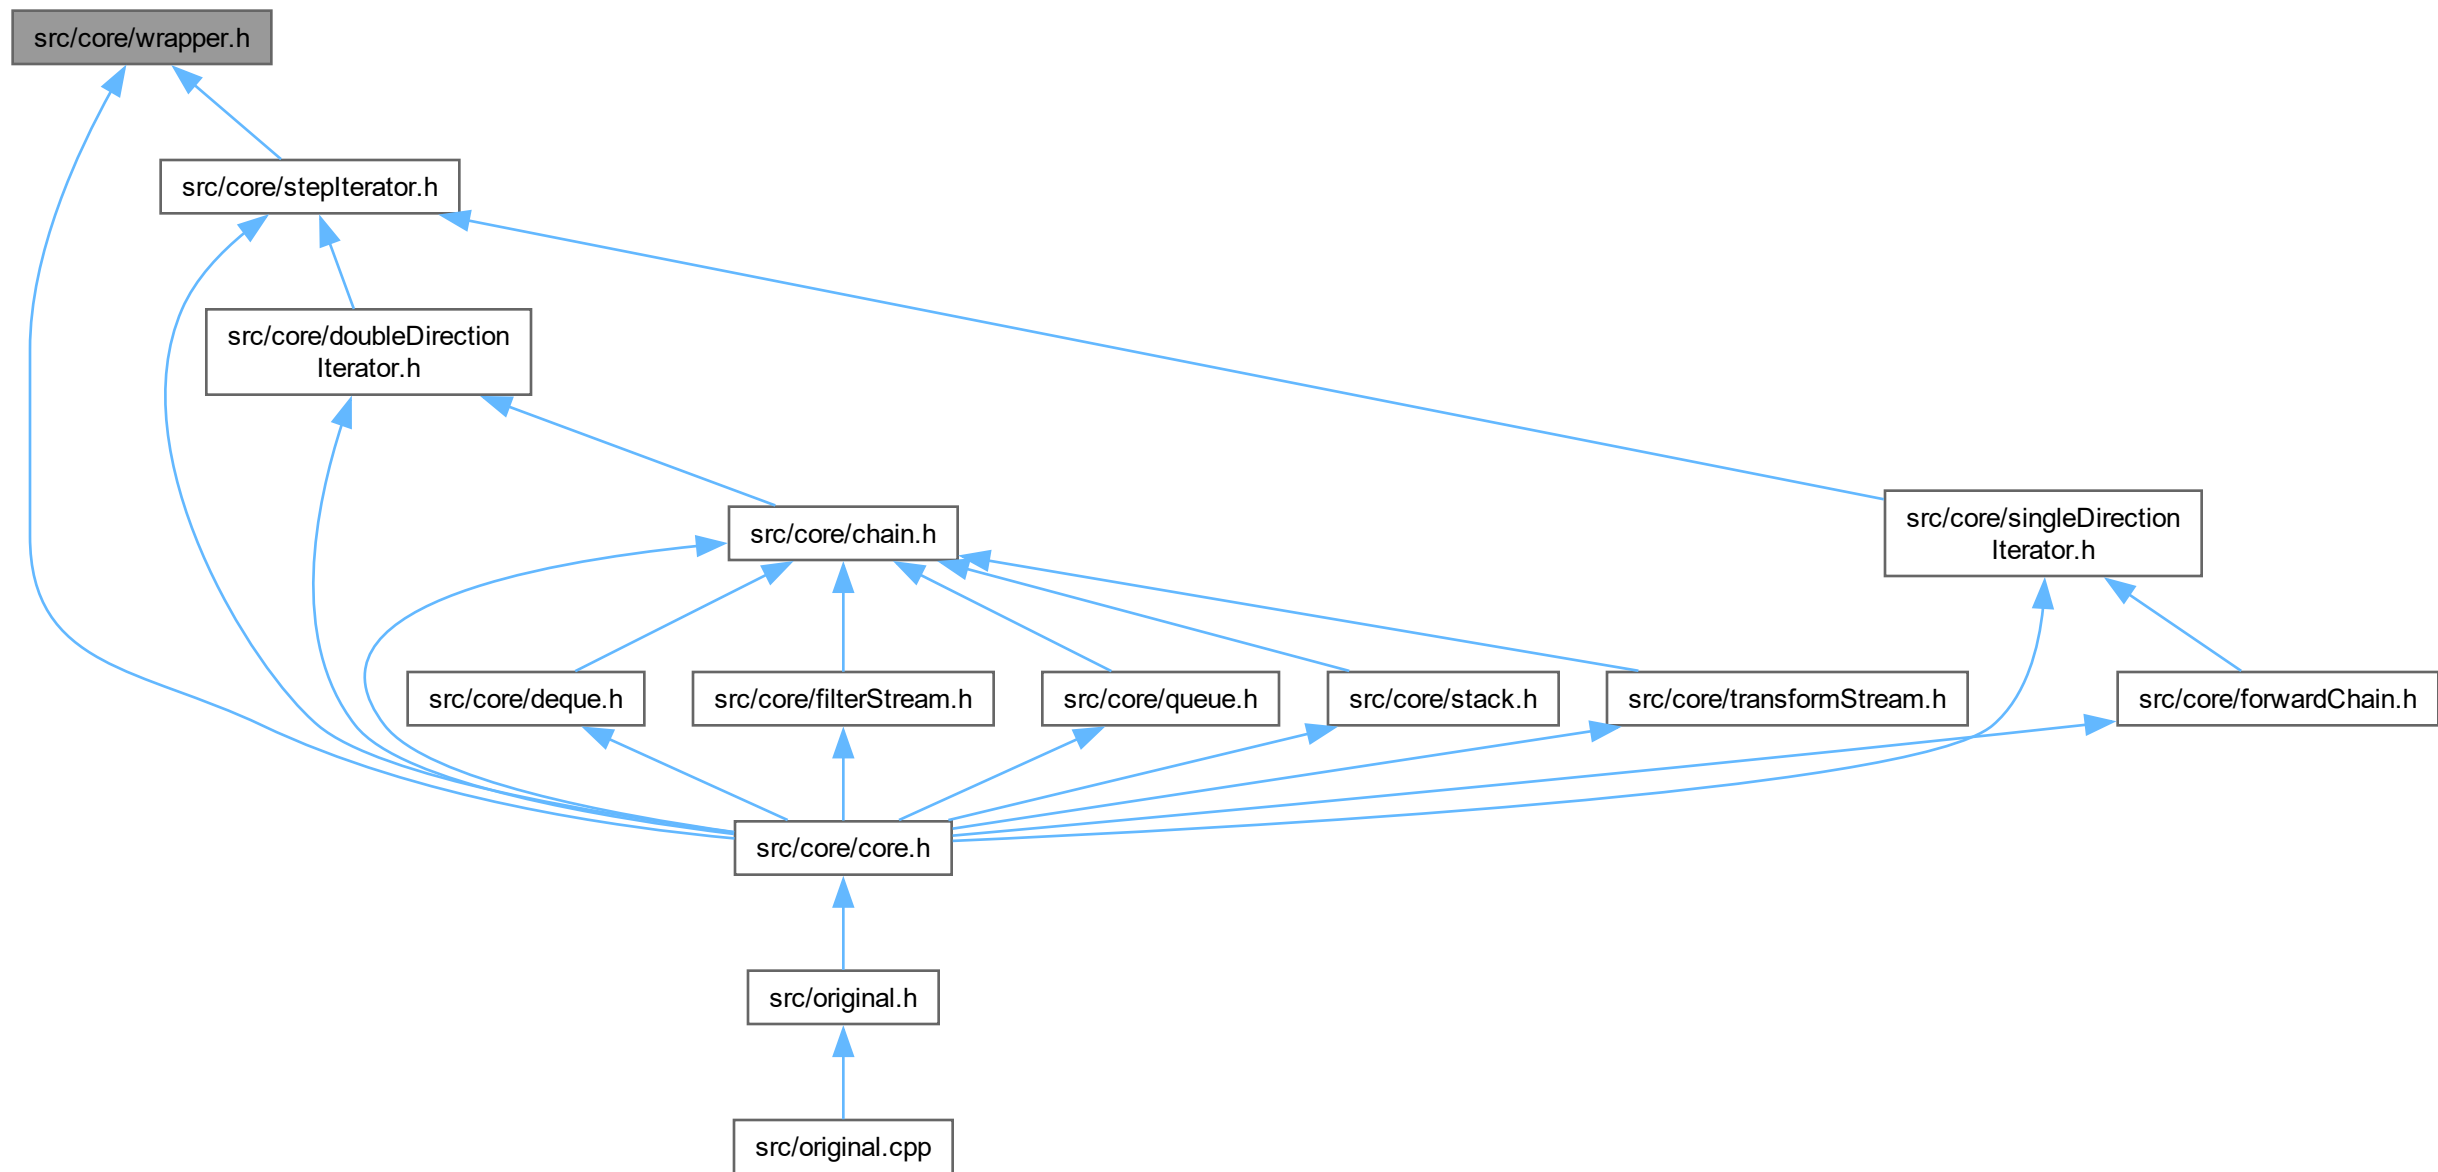 src/core/wrapper.h
src/core/stepIterator.h
src/core/doubleDirection
Iterator.h
src/core/singleDirection
Iterator.h
src/core/chain.h
src/core/deque.h
src/core/filterStream.h
src/core/queue.h
src/core/stack.h
src/core/transformStream.h
src/core/forwardChain.h
src/core/core.h
src/original.h
src/original.cpp